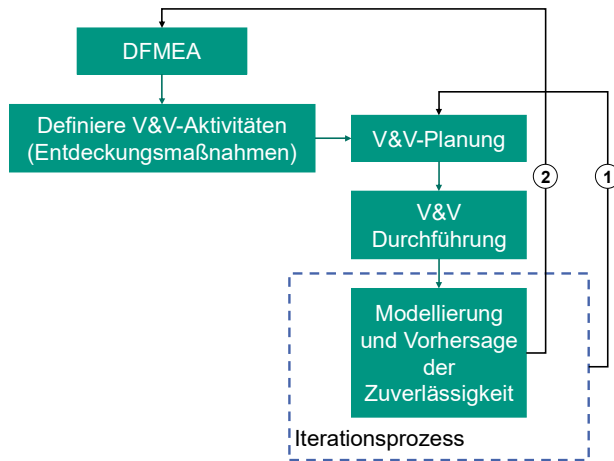 DFMEA
Definiere V&V-Aktivitäten
(Entdeckungsmaßnahmen)
V&V-Planung
2
1
V&V
Durchführung
Modellierung
und Vorhersage
der
Zuverlässigkeit
Iterationsprozess